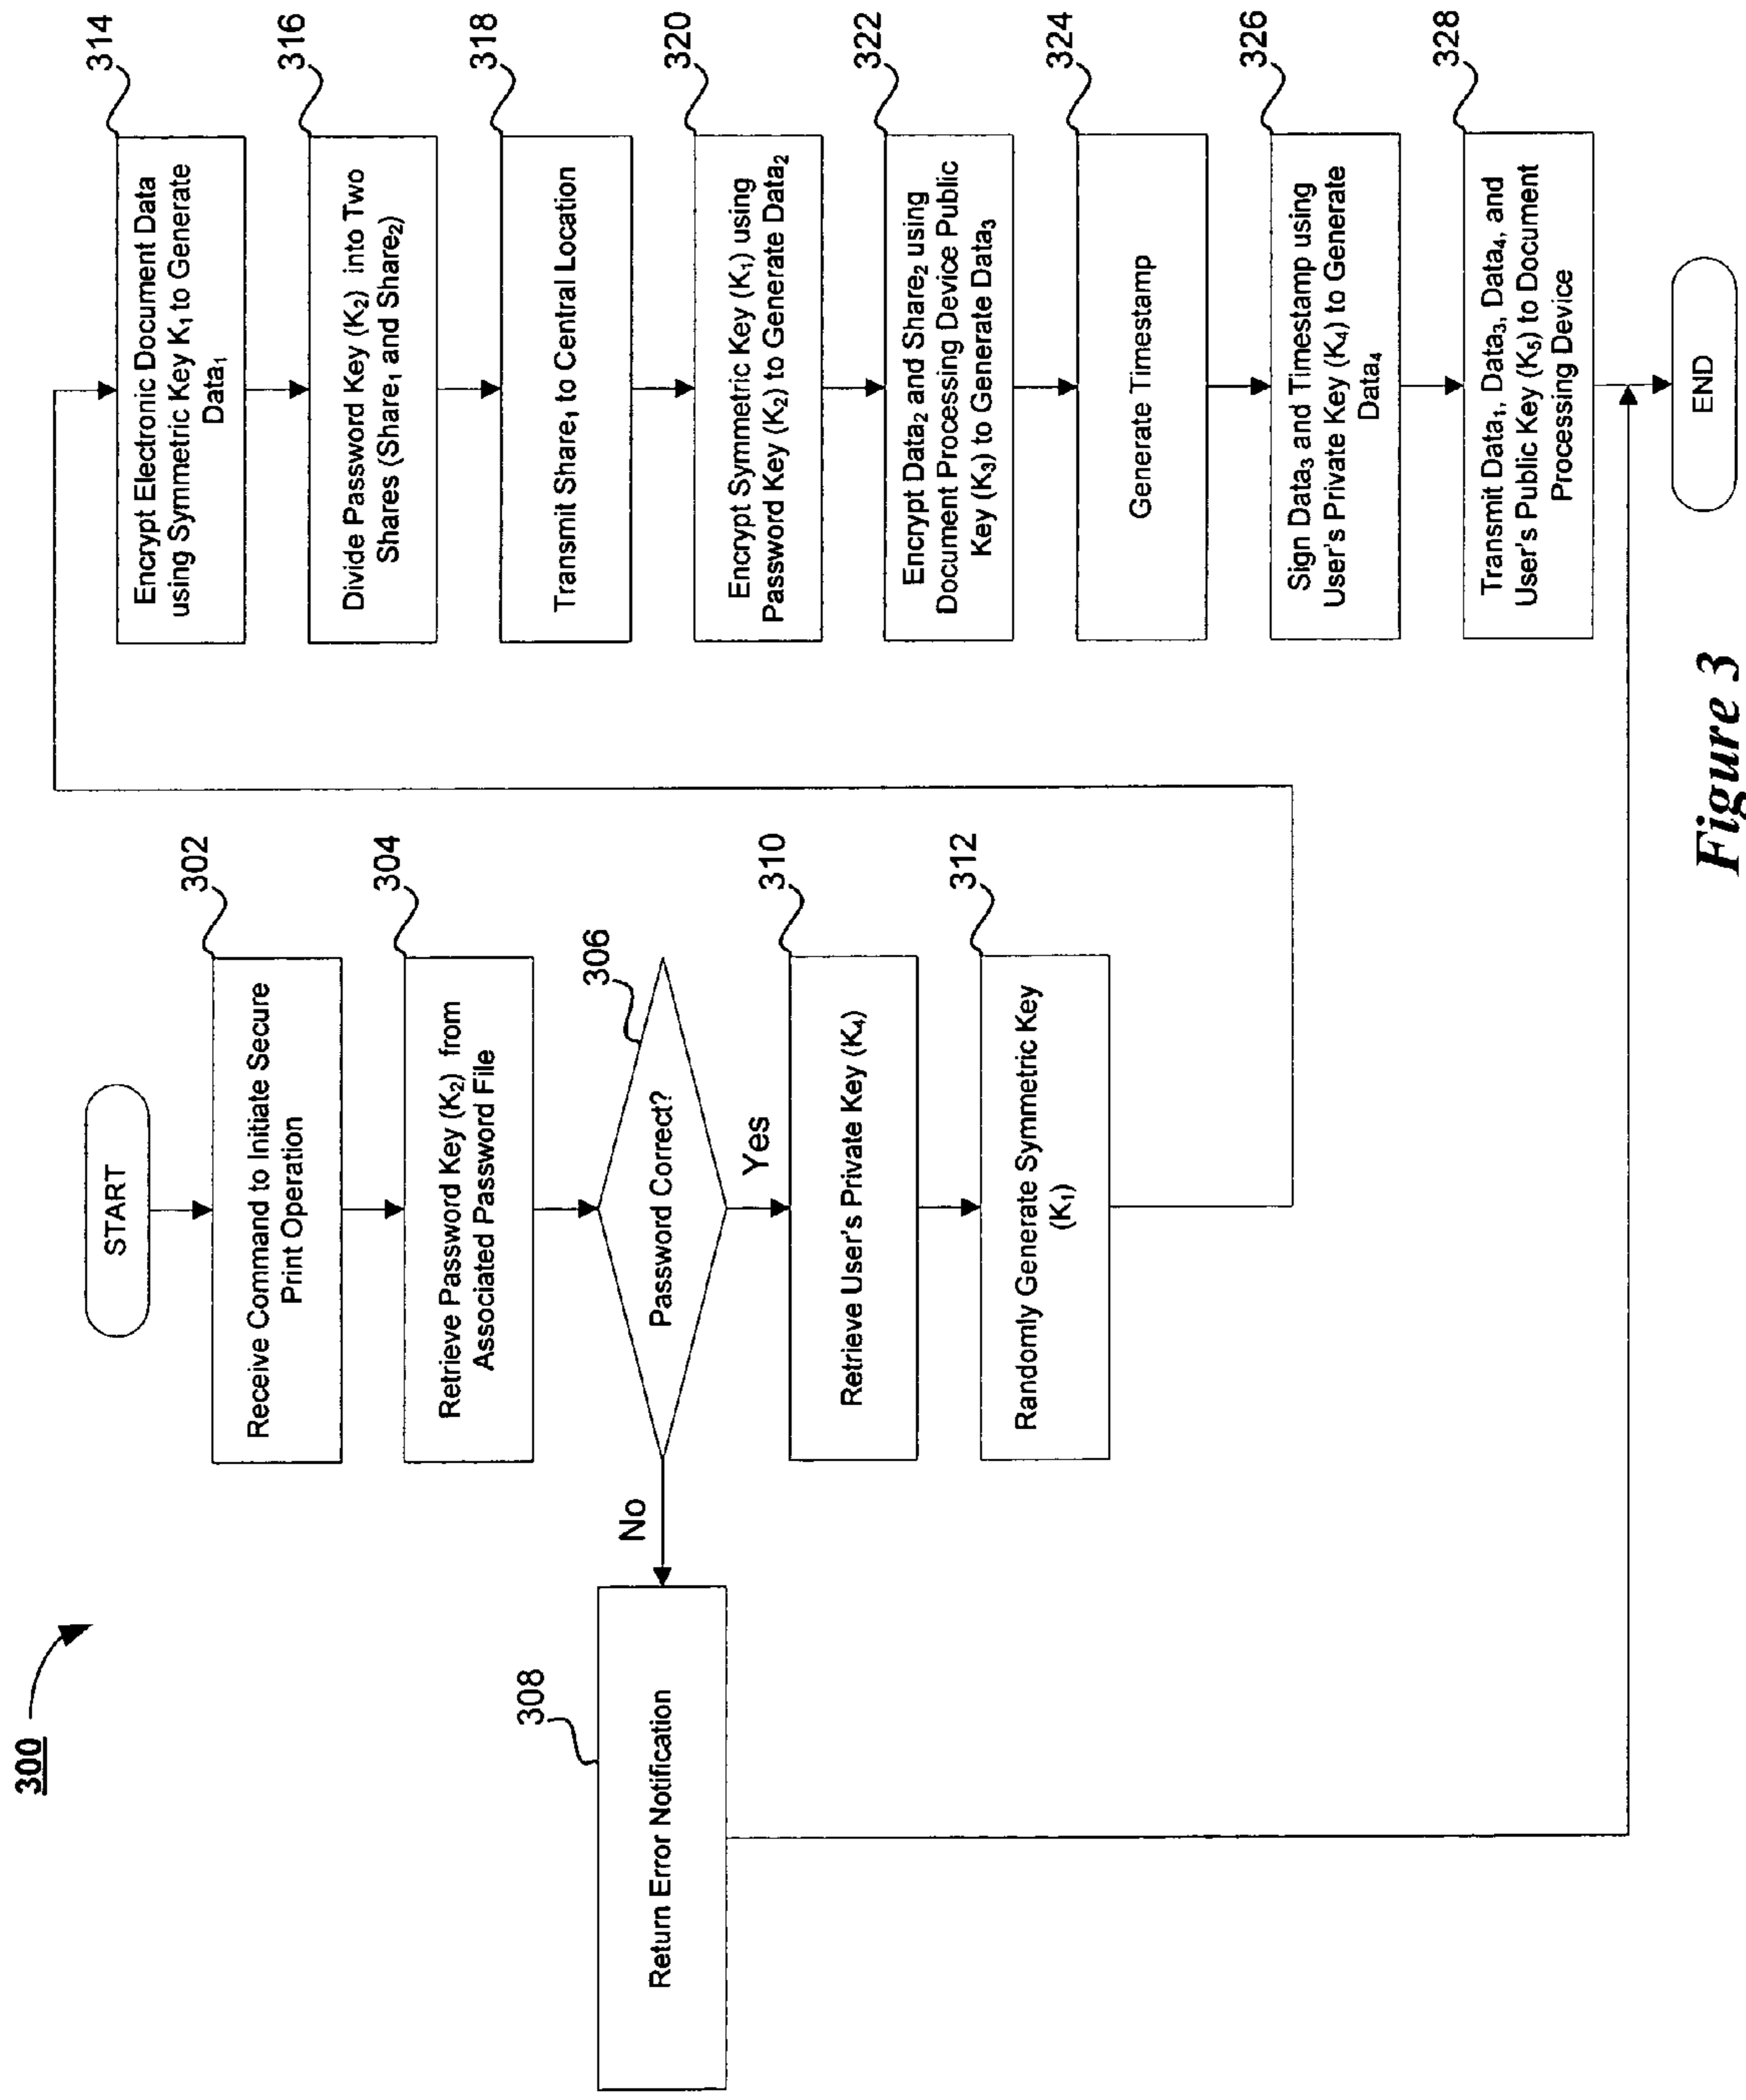 300
START
302
Receive Command to Initiate Secure
Print Operation
304
Retrieve Password Key (K₂) from
Associated Password File
306
Password Correct?
No
Yes
308
Return Error Notification
310
Retrieve User's Private Key (K₄)
312
Randomly Generate Symmetric Key
(K₁)
314
Encrypt Electronic Document Data
using Symmetric Key K₁ to Generate
Data₁
316
Divide Password Key (K₂) into Two
Shares (Share₁ and Share₂)
318
Transmit Share₁ to Central Location
320
Encrypt Symmetric Key (K₁) using
Password Key (K₂) to Generate Data₂
322
Encrypt Data₂ and Share₂ using
Document Processing Device Public
Key (K₃) to Generate Data₃
324
Generate Timestamp
326
Sign Data₃ and Timestamp using
User's Private Key (K₄) to Generate
Data₄
328
Transmit Data₁, Data₃, Data₄, and
User's Public Key (K₅) to Document
Processing Device
END
Figure 3